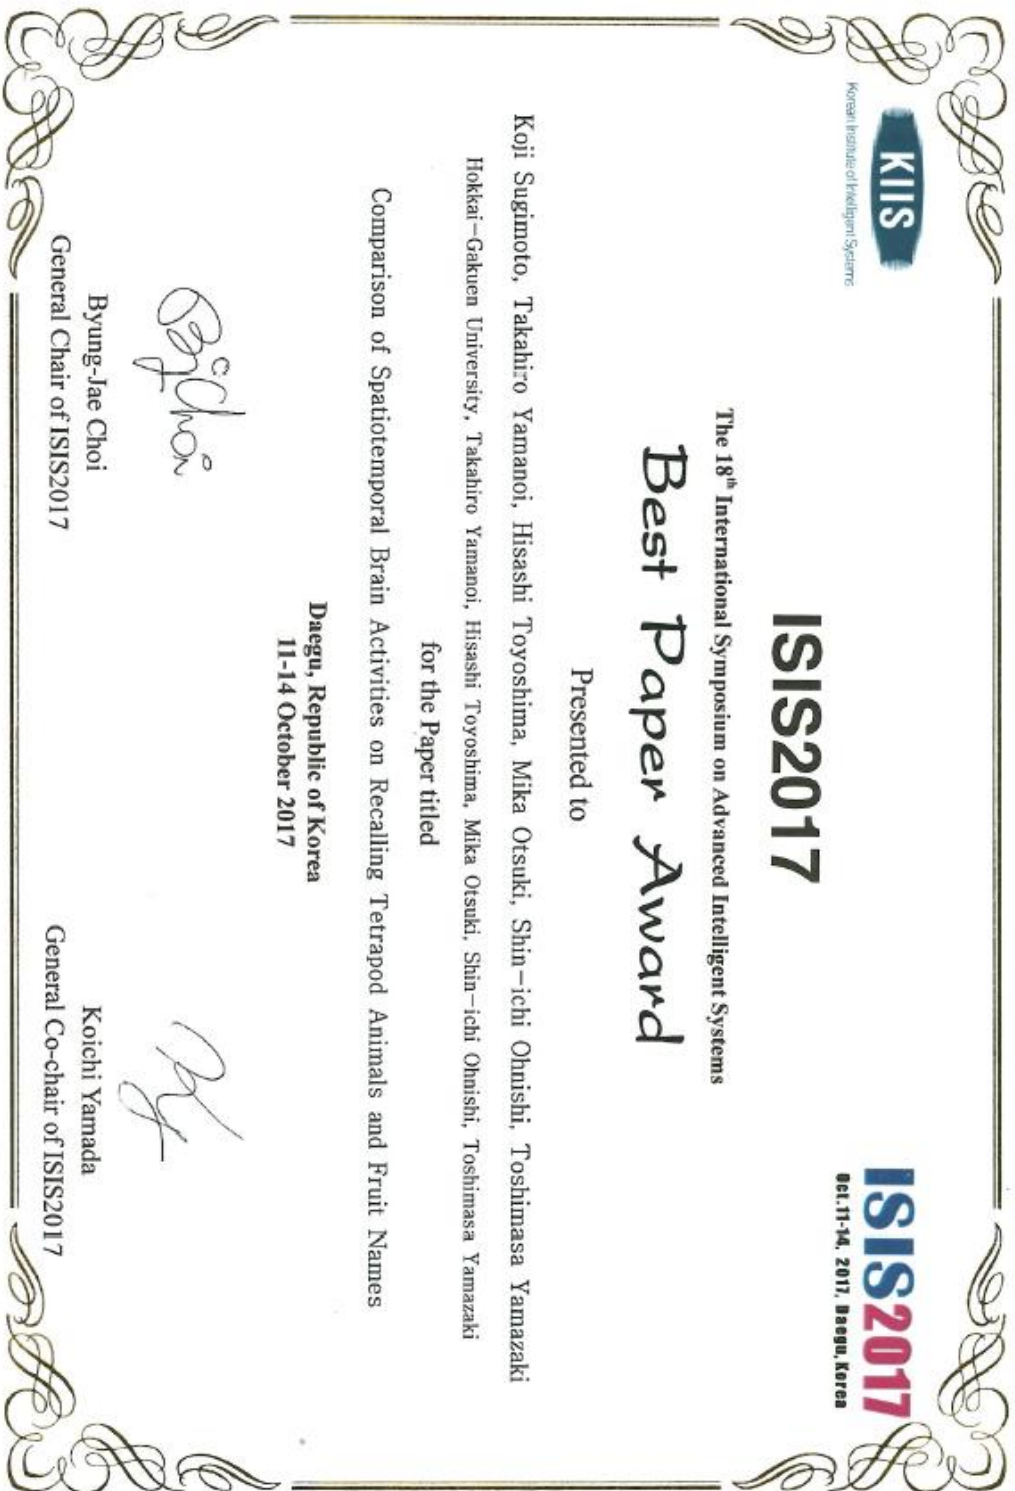 KIIS
Korean Institute of Intelligent Systems
ISIS2017
Oct.11-14, 2017, Daegu, Korea
ISIS2017
The 18th International Symposium on Advanced Intelligent Systems
Best Paper Award
Presented to
Koji Sugimoto, Takahiro Yamanoi, Hisashi Toyoshima, Mika Otsuki, Shin-ichi Ohnishi, Toshimasa Yamazaki
Hokkai-Gakuen University, Takahiro Yamanoi, Hisashi Toyoshima, Mika Otsuki, Shin-ichi Ohnishi, Toshimasa Yamazaki
for the Paper titled
Comparison of Spatiotemporal Brain Activities on Recalling Tetrapod Animals and Fruit Names
Daegu, Republic of Korea
11-14 October 2017
Byung-Jae Choi
General Chair of ISIS2017
Koichi Yamada
General Co-chair of ISIS2017